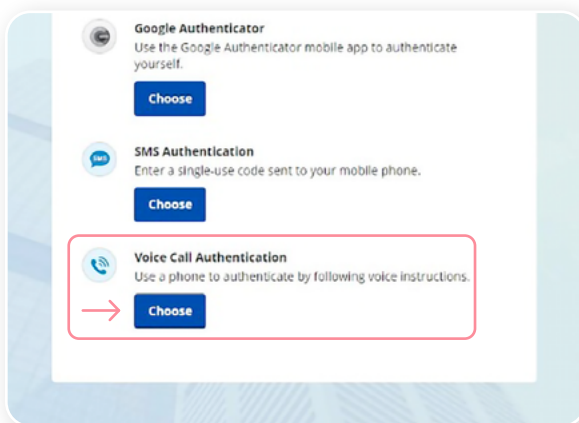 Google Authenticator
Use the Google Authenticator mobile app to authenticate
yourself.
Choose
SMS
SMS Authentication
Enter a single-use code sent to your mobile phone.
Choose
Voice Call Authentication
Use a phone to authenticate by following voice instructions.
Choose